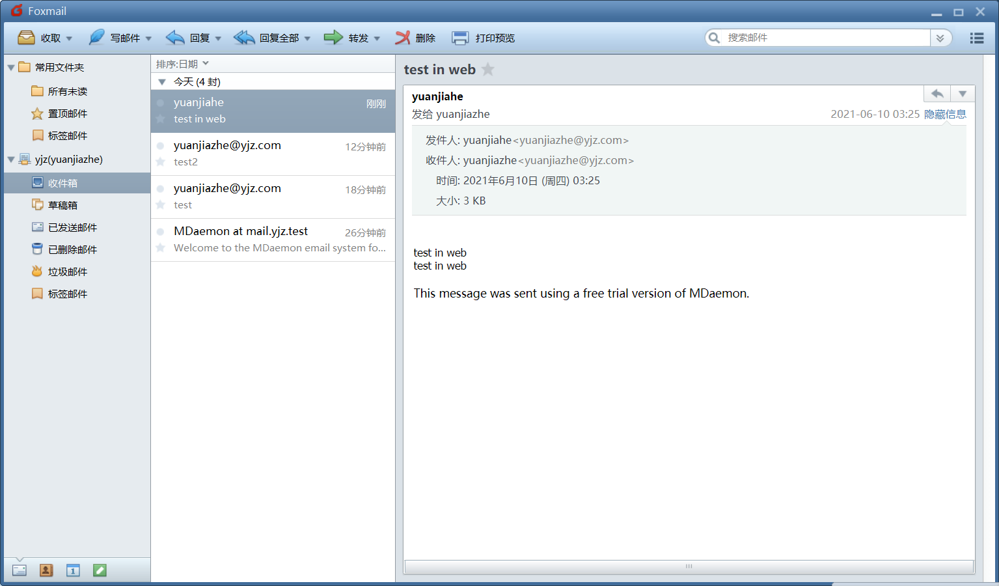 Foxmail
收取 写邮件 回复 回复全部 转发 删除 打印预览 搜索邮件
常用文件夹
所有未读
置顶邮件
标签邮件
yjz(yuanjiazhe)
收件箱
草稿箱
已发送邮件
已删除邮件
垃圾邮件
标签邮件
1
排序:日期
今天 (4 封)
yuanjiahe 刚刚
test in web
yuanjiazhe@yjz.com 12分钟前
test2
yuanjiazhe@yjz.com 18分钟前
test
MDaemon at mail.yjz.test 26分钟前
Welcome to the MDaemon email system fo...
test in web
yuanjiahe
发给 yuanjiazhe 2021-06-10 03:25 隐藏信息
发件人: yuanjiahe<yuanjiazhe@yjz.com>
收件人: yuanjiazhe<yuanjiazhe@yjz.com>
时间: 2021年6月10日 (周四) 03:25
大小: 3 KB
test in web
test in web
This message was sent using a free trial version of MDaemon.